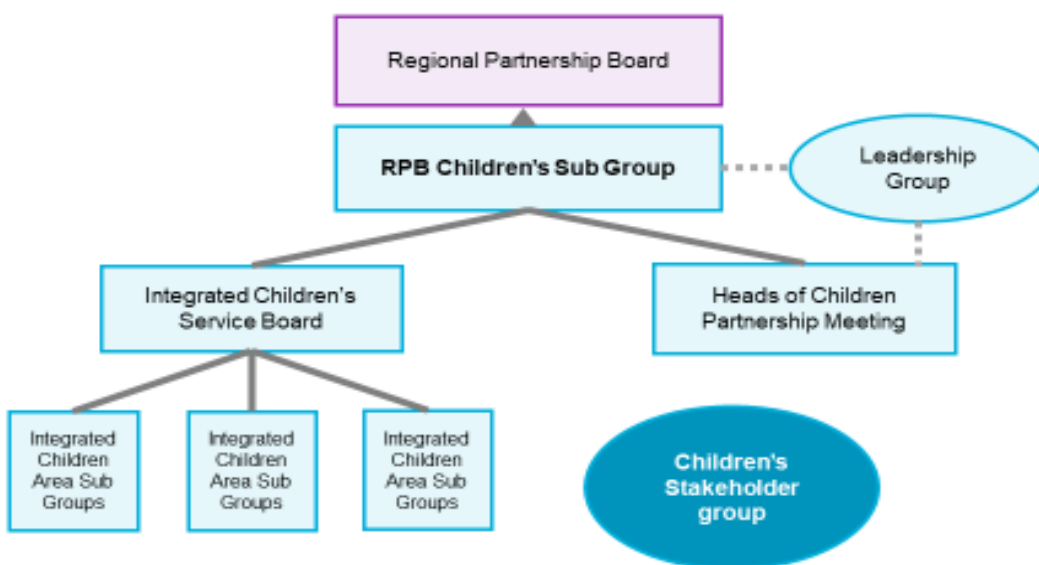 Regional Partnership Board
RPB Children's Sub Group
Leadership
Group
Integrated Children's
Service Board
Heads of Children
Partnership Meeting
Integrated
Children
Area Sub
Groups
Integrated
Children
Area Sub
Groups
Integrated
Children
Area Sub
Groups
Children's
Stakeholder
group